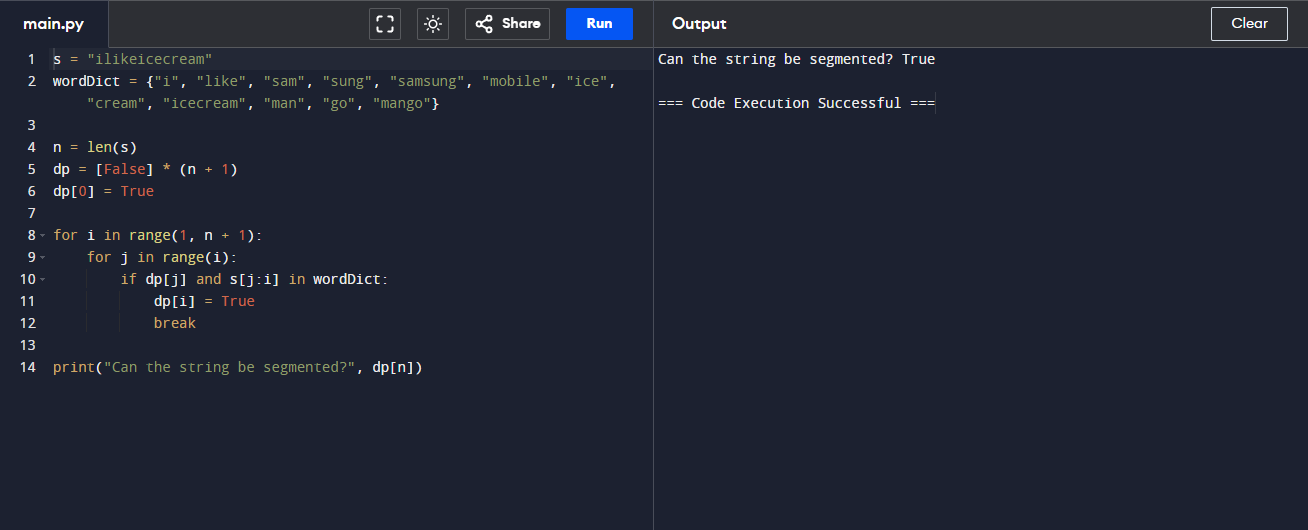 main.py
Share
Run
Output
Clear
1 s = "ilikeicecream"
2 wordDict = {"i", "like", "sam", "sung", "samsung", "mobile", "ice",
"cream", "icecream", "man", "go", "mango"}
3
4 n = len(s)
5 dp = [False] * (n + 1)
6 dp[0] = True
7
8 for i in range(1, n + 1):
9     for j in range(i):
10         if dp[j] and s[j:i] in wordDict:
11             dp[i] = True
12             break
13
14 print("Can the string be segmented?", dp[n])
Can the string be segmented? True
=== Code Execution Successful ===